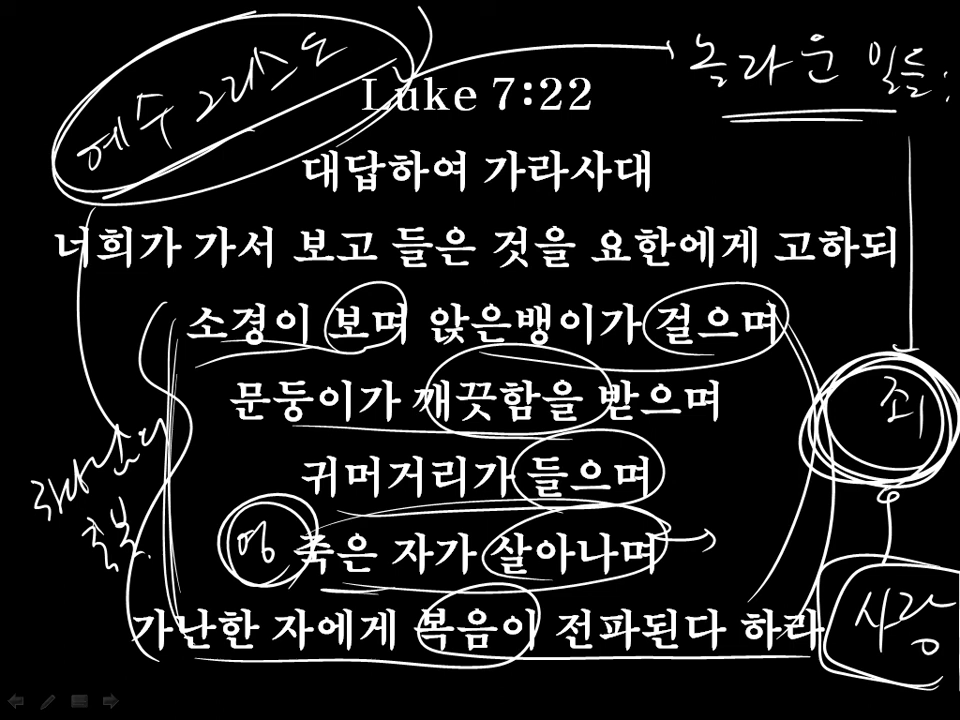 예수 그리스도
놀라운 일들:
Luke 7:22
대답하여 가라사대
너희가 가서 보고 들은 것을 요한에게 고하되
소경이 보며 앉은뱅이가 걸으며
문둥이가 깨끗함을 받으며
죄
귀머거리가 들으며
축복
영
죽은 자가 살아나며
가난한 자에게 복음이 전파된다 하라
사랑